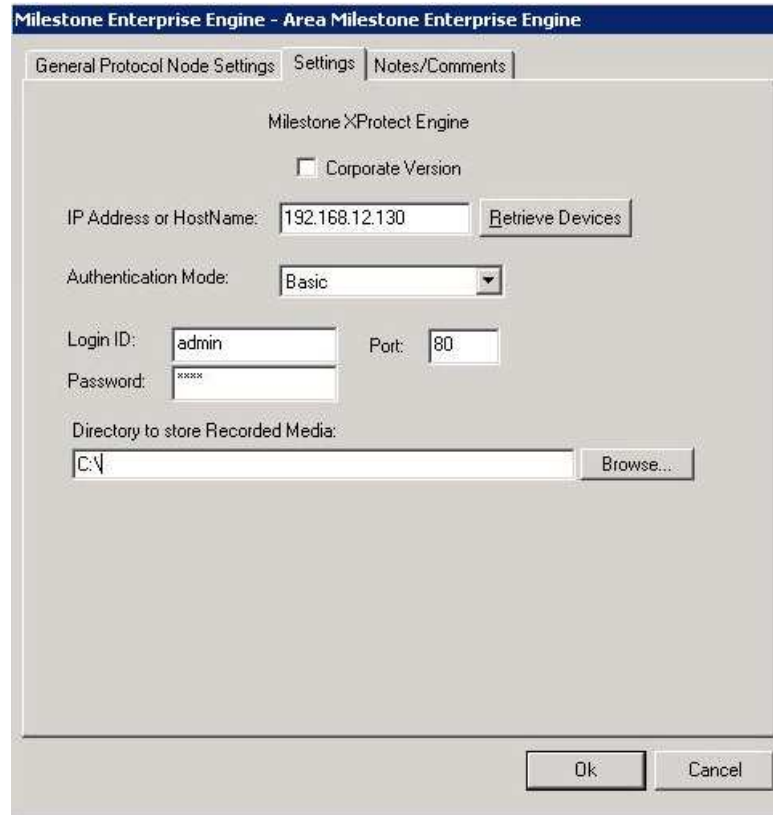 Milestone Enterprise Engine - Area Milestone Enterprise Engine
General Protocol Node Settings Settings Notes/Comments
Milestone XProtect Engine
Corporate Version
IP Address or HostName: 192.168.12.130 Retrieve Devices
Authentication Mode: Basic
Login ID: admin Port: 80
Password: ****
Directory to store Recorded Media:
C:\ Browse...
Ok Cancel